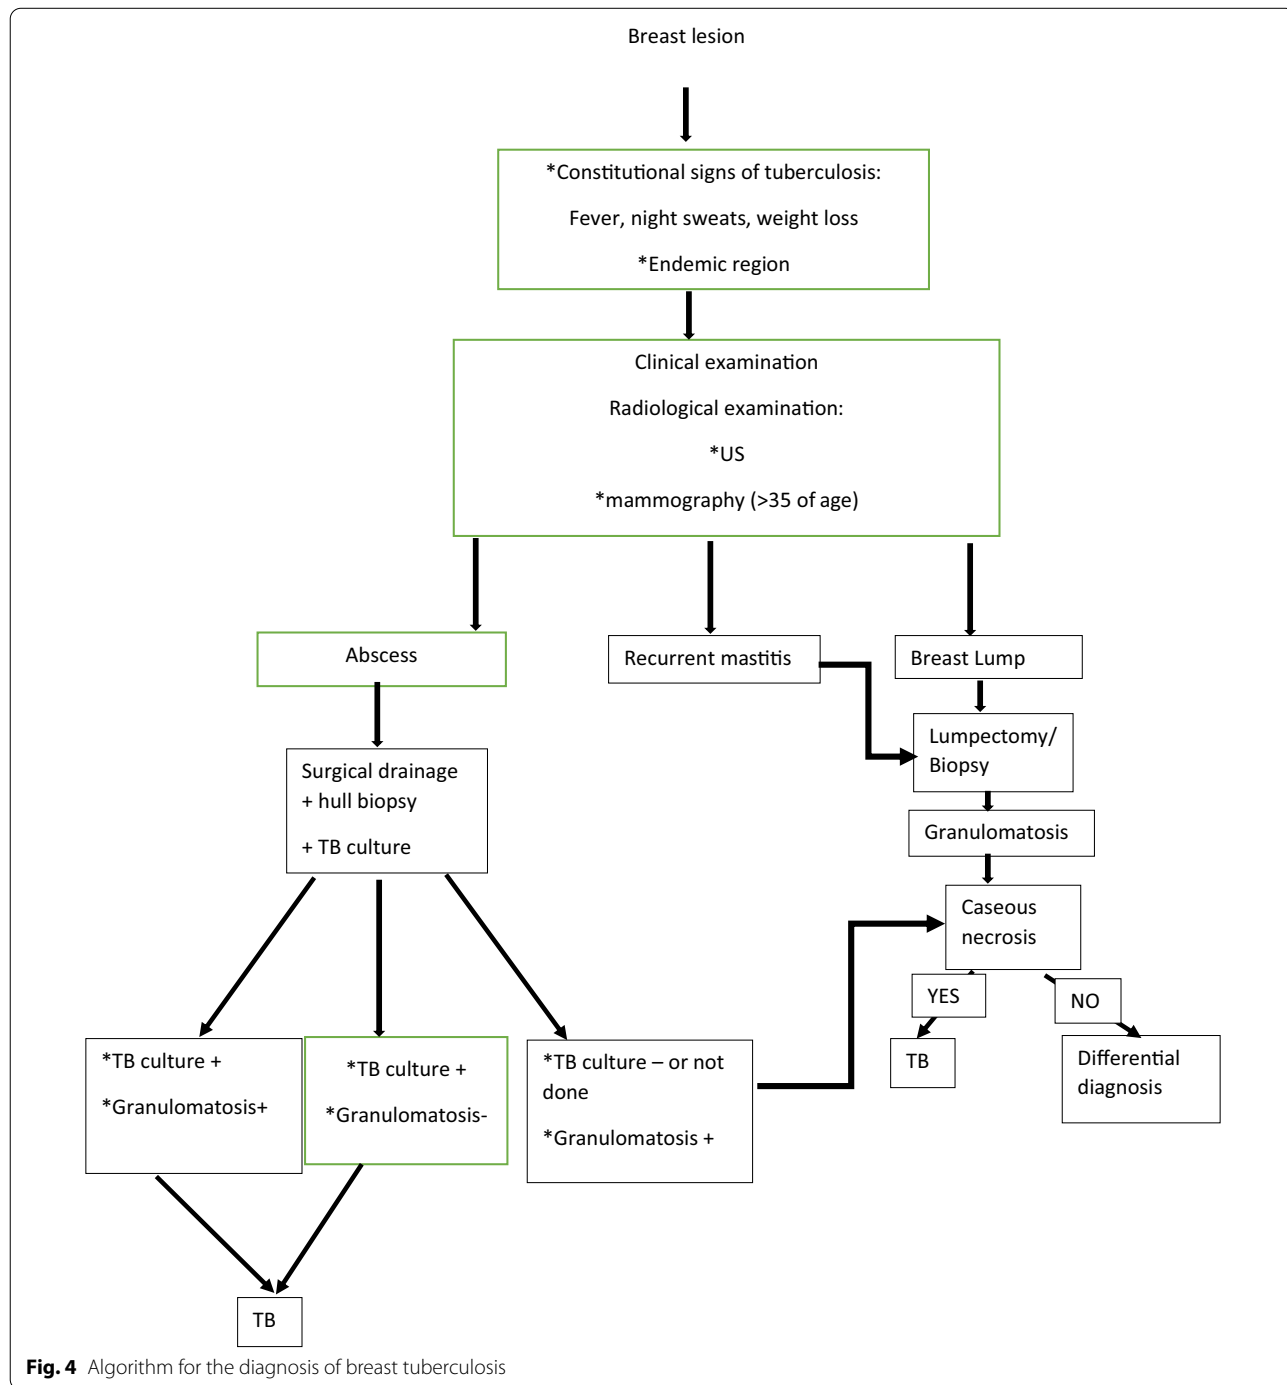 Breast lesion
*Constitutional signs of tuberculosis:
Fever, night sweats, weight loss
*Endemic region
Clinical examination
Radiological examination:
*US
*mammography (>35 of age)
Abscess
Recurrent mastitis
Breast Lump
Surgical drainage
+ hull biopsy
+ TB culture
Lumpectomy/
Biopsy
Granulomatosis
Caseous
necrosis
YES
NO
TB
Differential
diagnosis
*TB culture +
*Granulomatosis+
*TB culture +
*Granulomatosis-
*TB culture – or not
done
*Granulomatosis +
TB
Fig. 4 Algorithm for the diagnosis of breast tuberculosis